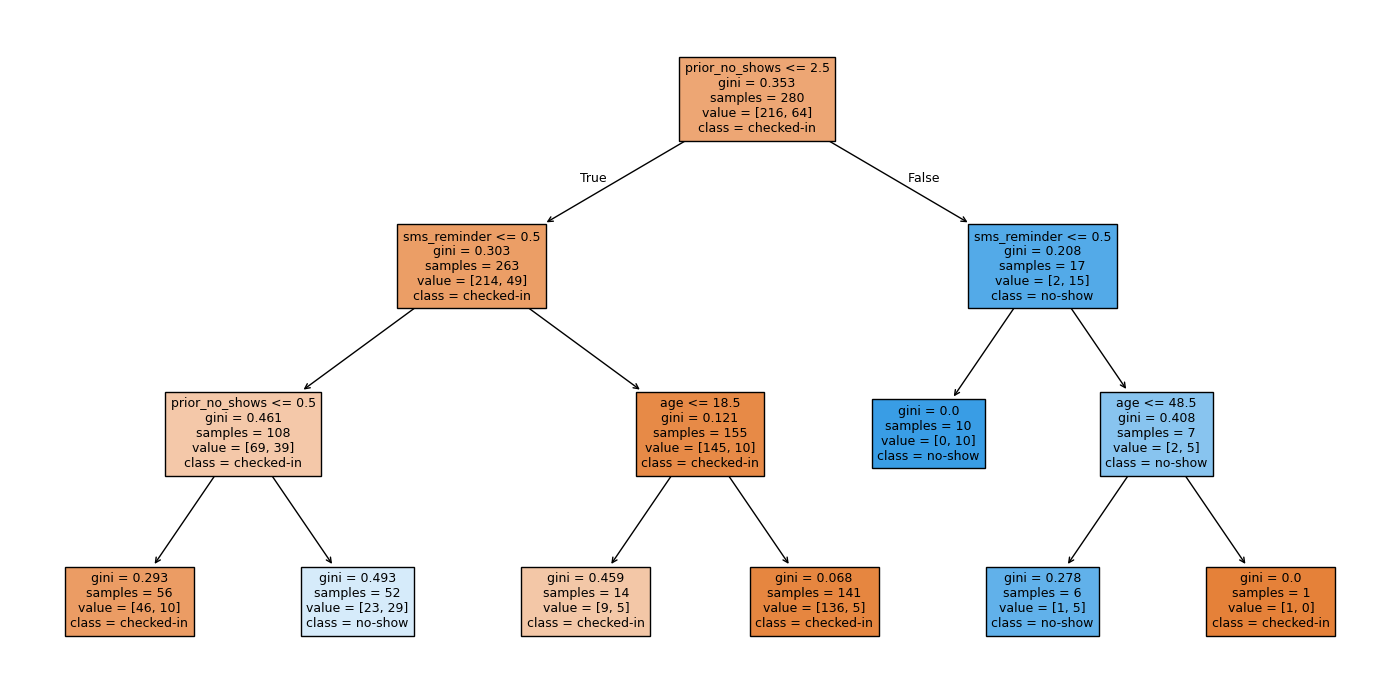 prior_no_shows <= 2.5
gini = 0.353
samples = 280
value = [216, 64]
class = checked-in
True
False
sms_reminder <= 0.5
gini = 0.303
samples = 263
value = [214, 49]
class = checked-in
sms_reminder <= 0.5
gini = 0.208
samples = 17
value = [2, 15]
class = no-show
prior_no_shows <= 0.5
gini = 0.461
samples = 108
value = [69, 39]
class = checked-in
age <= 18.5
gini = 0.121
samples = 155
value = [145, 10]
class = checked-in
gini = 0.0
samples = 10
value = [0, 10]
class = no-show
age <= 48.5
gini = 0.408
samples = 7
value = [2, 5]
class = no-show
gini = 0.293
samples = 56
value = [46, 10]
class = checked-in
gini = 0.493
samples = 52
value = [23, 29]
class = no-show
gini = 0.459
samples = 14
value = [9, 5]
class = checked-in
gini = 0.068
samples = 141
value = [136, 5]
class = checked-in
gini = 0.278
samples = 6
value = [1, 5]
class = no-show
gini = 0.0
samples = 1
value = [1, 0]
class = checked-in